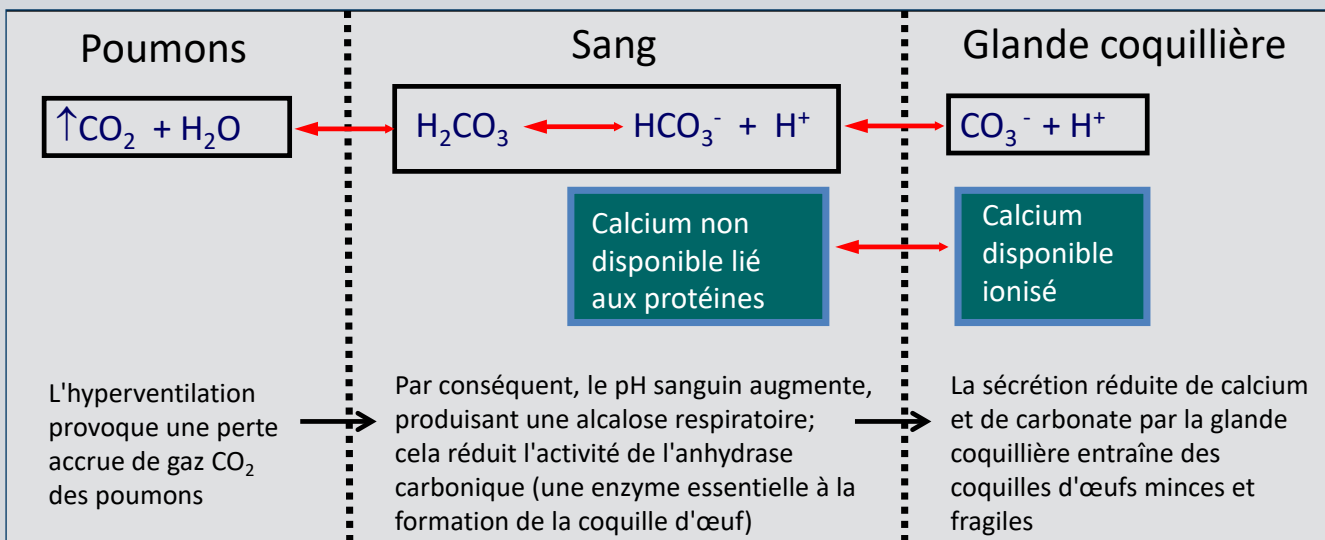 Poumons
Sang
Glande coquillière
↑CO₂ + H₂O
H₂CO₃
HCO₃⁻ + H⁺
CO₃⁻ + H⁺
Calcium non
disponible lié
aux protéines
Calcium
disponible
ionisé
L'hyperventilation
provoque une perte
accrue de gaz CO₂
des poumons
Par conséquent, le pH sanguin augmente,
produisant une alcalose respiratoire;
cela réduit l'activité de l'anhydrase
carbonique (une enzyme essentielle à la
formation de la coquille d'œuf)
La sécrétion réduite de calcium
et de carbonate par la glande
coquillière entraîne des
coquilles d'œufs minces et
fragiles